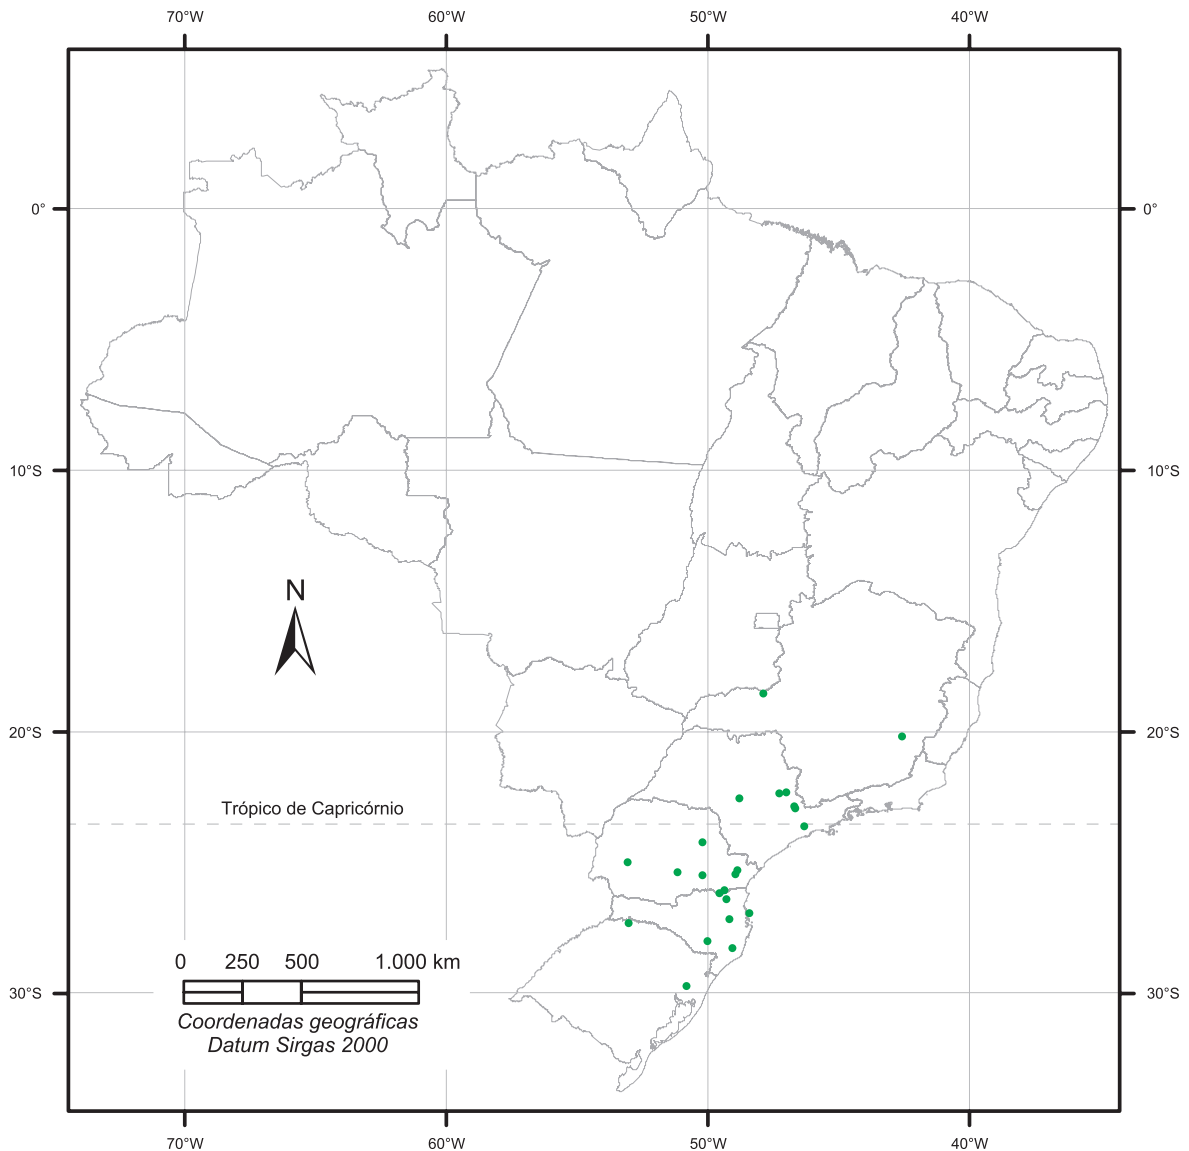 70°W 60°W 50°W 40°W
0° 0°
10°S 10°S
N
20°S 20°S
Trópico de Capricórnio
0 250 500 1.000 km
30°S 30°S
Coordenadas geográficas
Datum Sirgas 2000
70°W 60°W 50°W 40°W